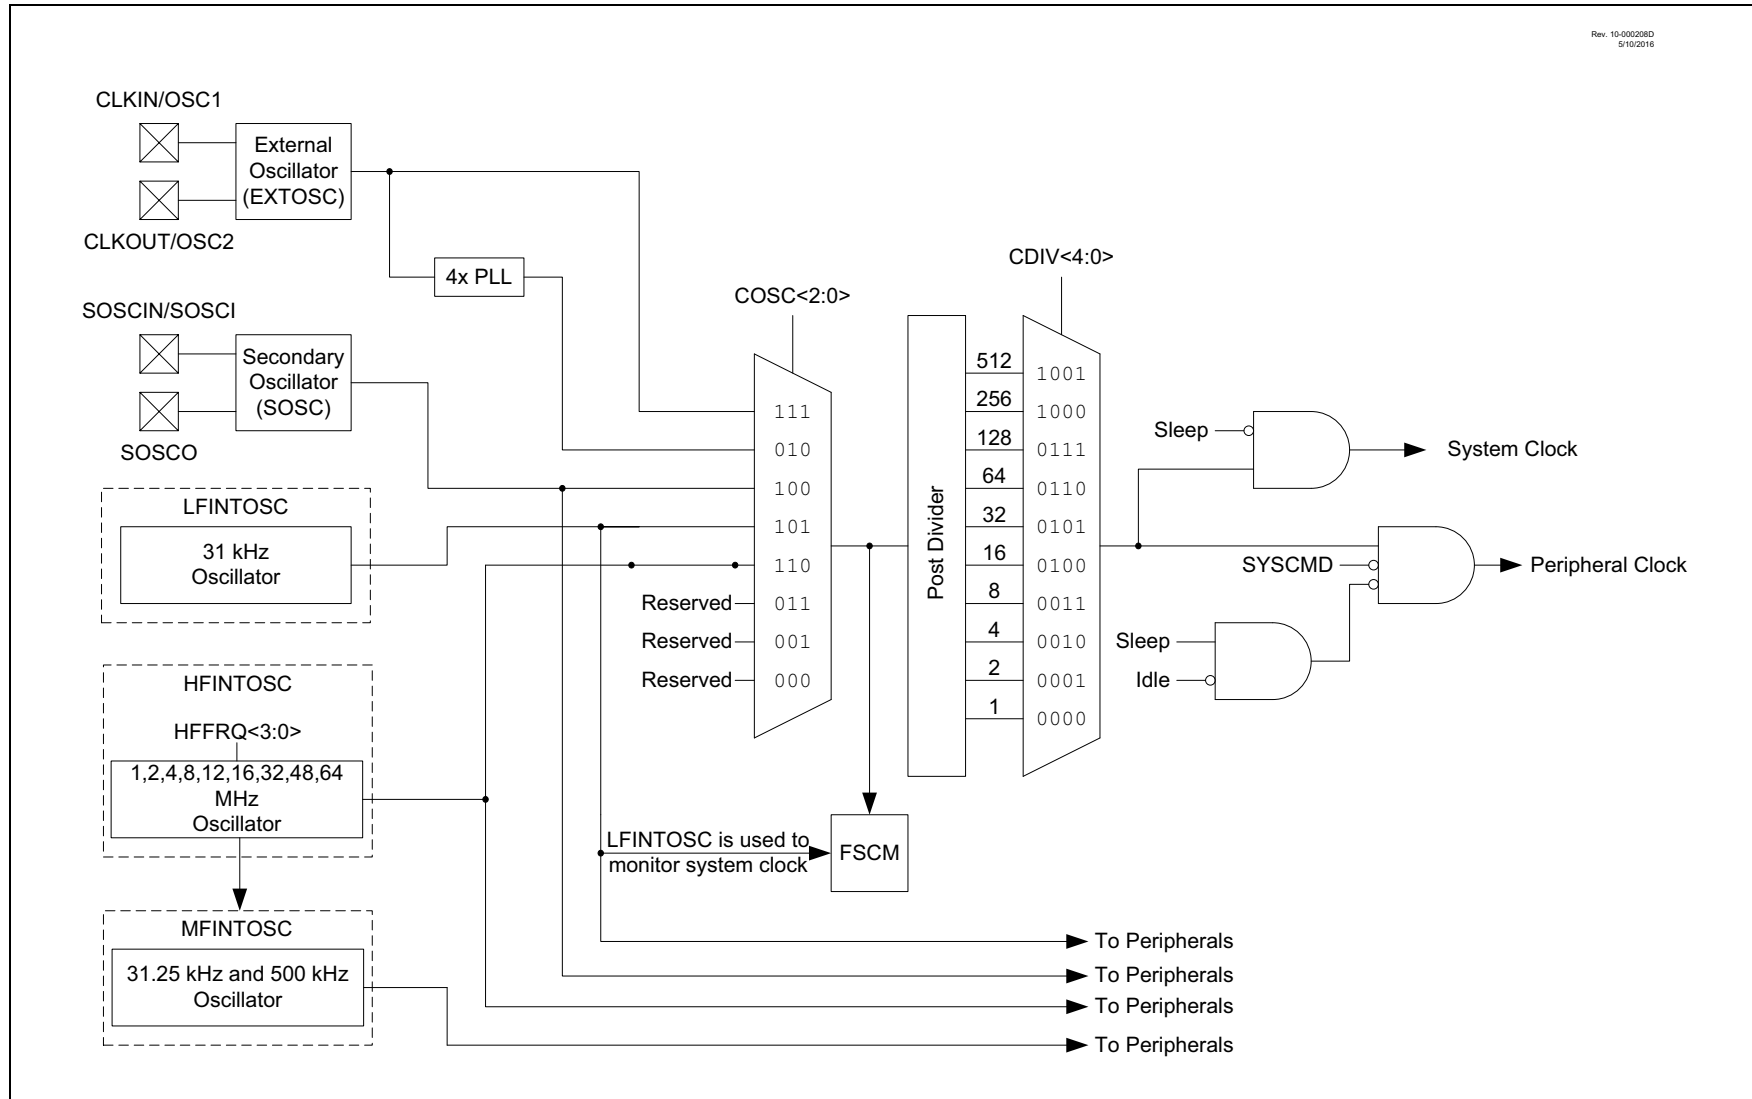 Rev. 10-000208D
5/10/2016
CLKIN/OSC1
External
Oscillator
(EXTOSC)
CLKOUT/OSC2
4x PLL
SOSCIN/SOSCI
Secondary
Oscillator
(SOSC)
SOSCO
LFINTOSC
31 kHz
Oscillator
HFINTOSC
HFFRQ<3:0>
1,2,4,8,12,16,32,48,64
MHz
Oscillator
MFINTOSC
31.25 kHz and 500 kHz
Oscillator
COSC<2:0>
111
010
100
101
110
Reserved 011
Reserved 001
Reserved 000
LFINTOSC is used to
monitor system clock
FSCM
Post Divider
CDIV<4:0>
512 1001
256 1000
128 0111
64 0110
32 0101
16 0100
8 0011
4 0010
2 0001
1 0000
Sleep
System Clock
SYSCMD
Peripheral Clock
Sleep
Idle
To Peripherals
To Peripherals
To Peripherals
To Peripherals